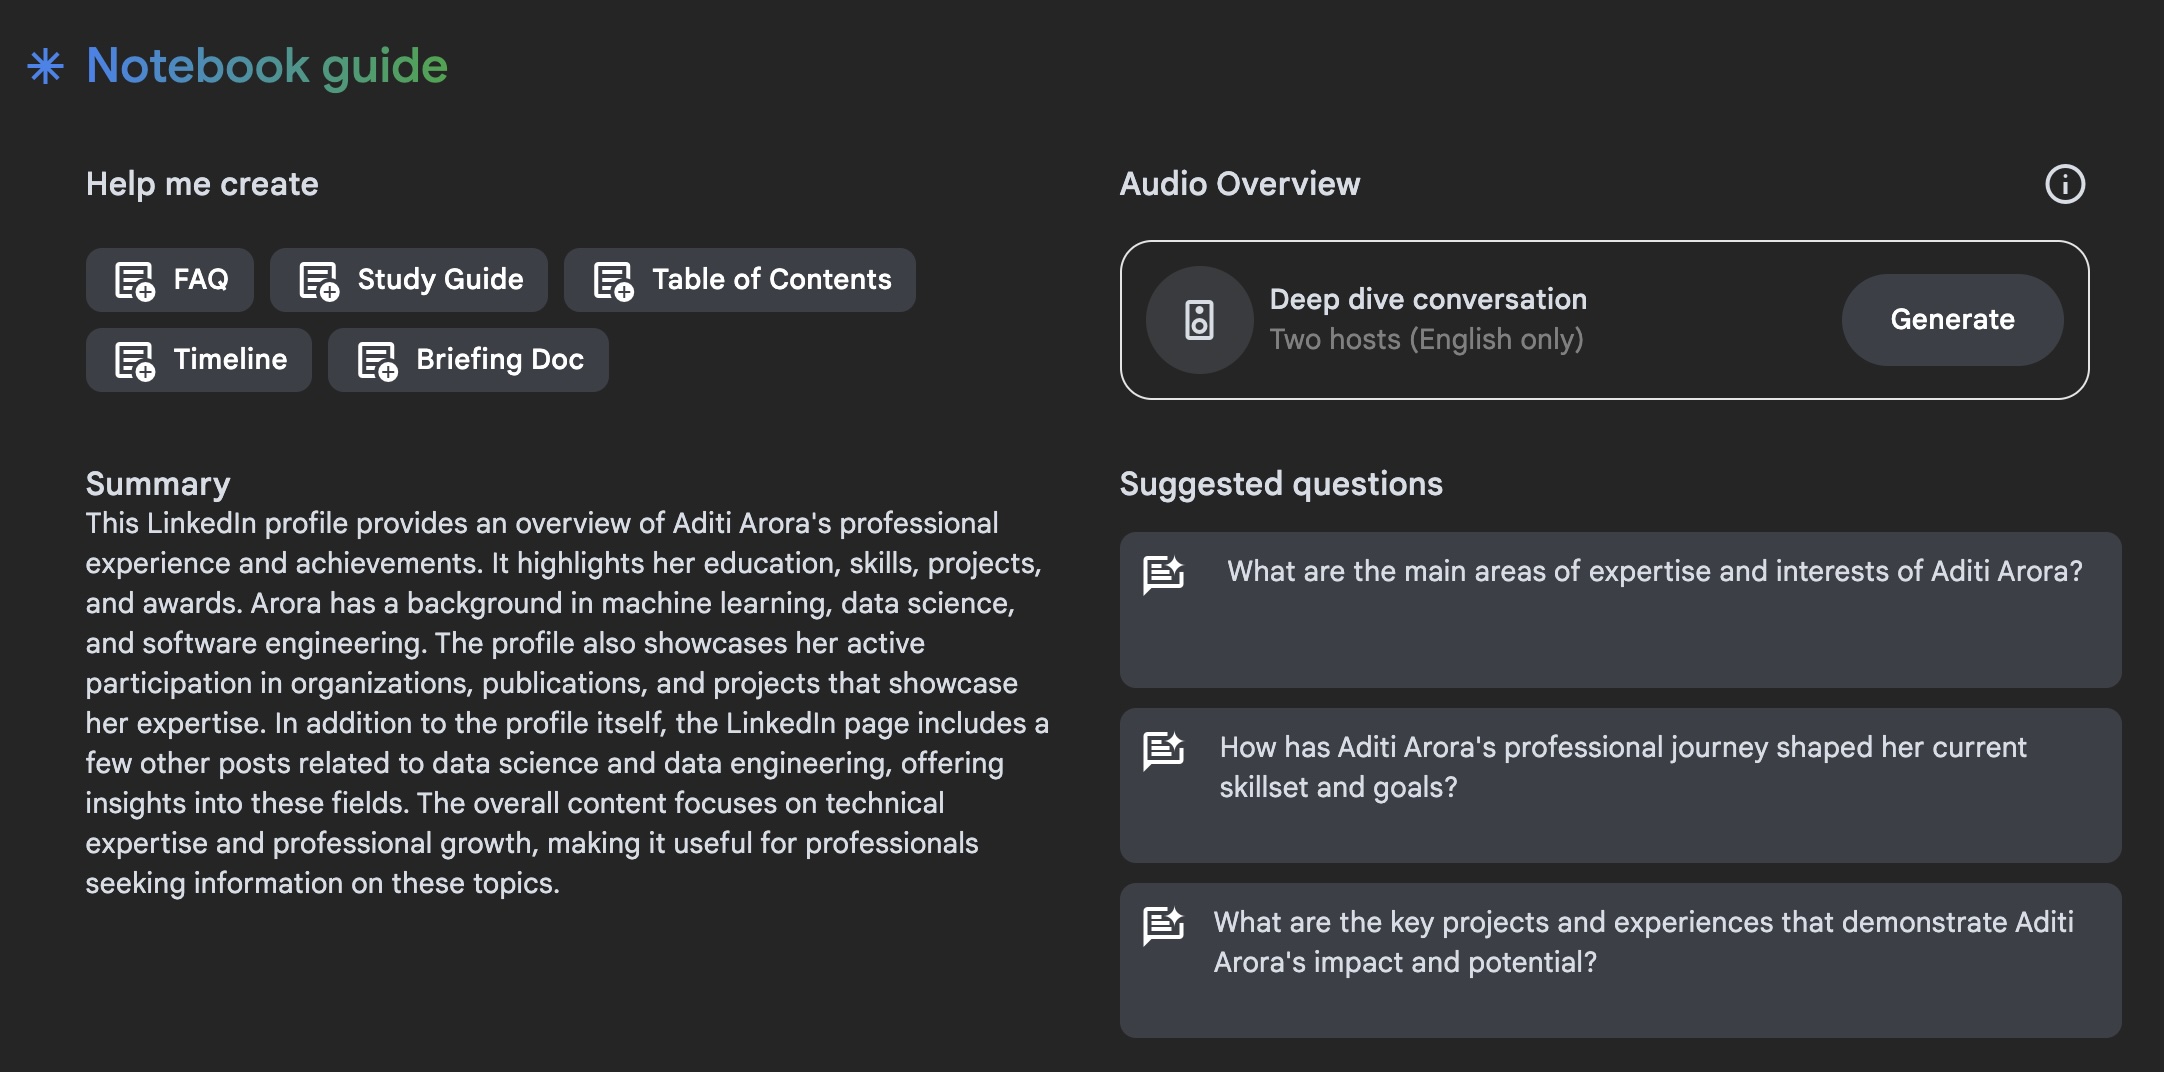 Notebook guide
Help me create
FAQ
Study Guide
Table of Contents
Timeline
Briefing Doc
Summary
This LinkedIn profile provides an overview of Aditi Arora's professional
experience and achievements. It highlights her education, skills, projects,
and awards. Arora has a background in machine learning, data science,
and software engineering. The profile also showcases her active
participation in organizations, publications, and projects that showcase
her expertise. In addition to the profile itself, the LinkedIn page includes a
few other posts related to data science and data engineering, offering
insights into these fields. The overall content focuses on technical
expertise and professional growth, making it useful for professionals
seeking information on these topics.
Audio Overview
Deep dive conversation
Two hosts (English only)
Generate
Suggested questions
What are the main areas of expertise and interests of Aditi Arora?
How has Aditi Arora's professional journey shaped her current
skillset and goals?
What are the key projects and experiences that demonstrate Aditi
Arora's impact and potential?